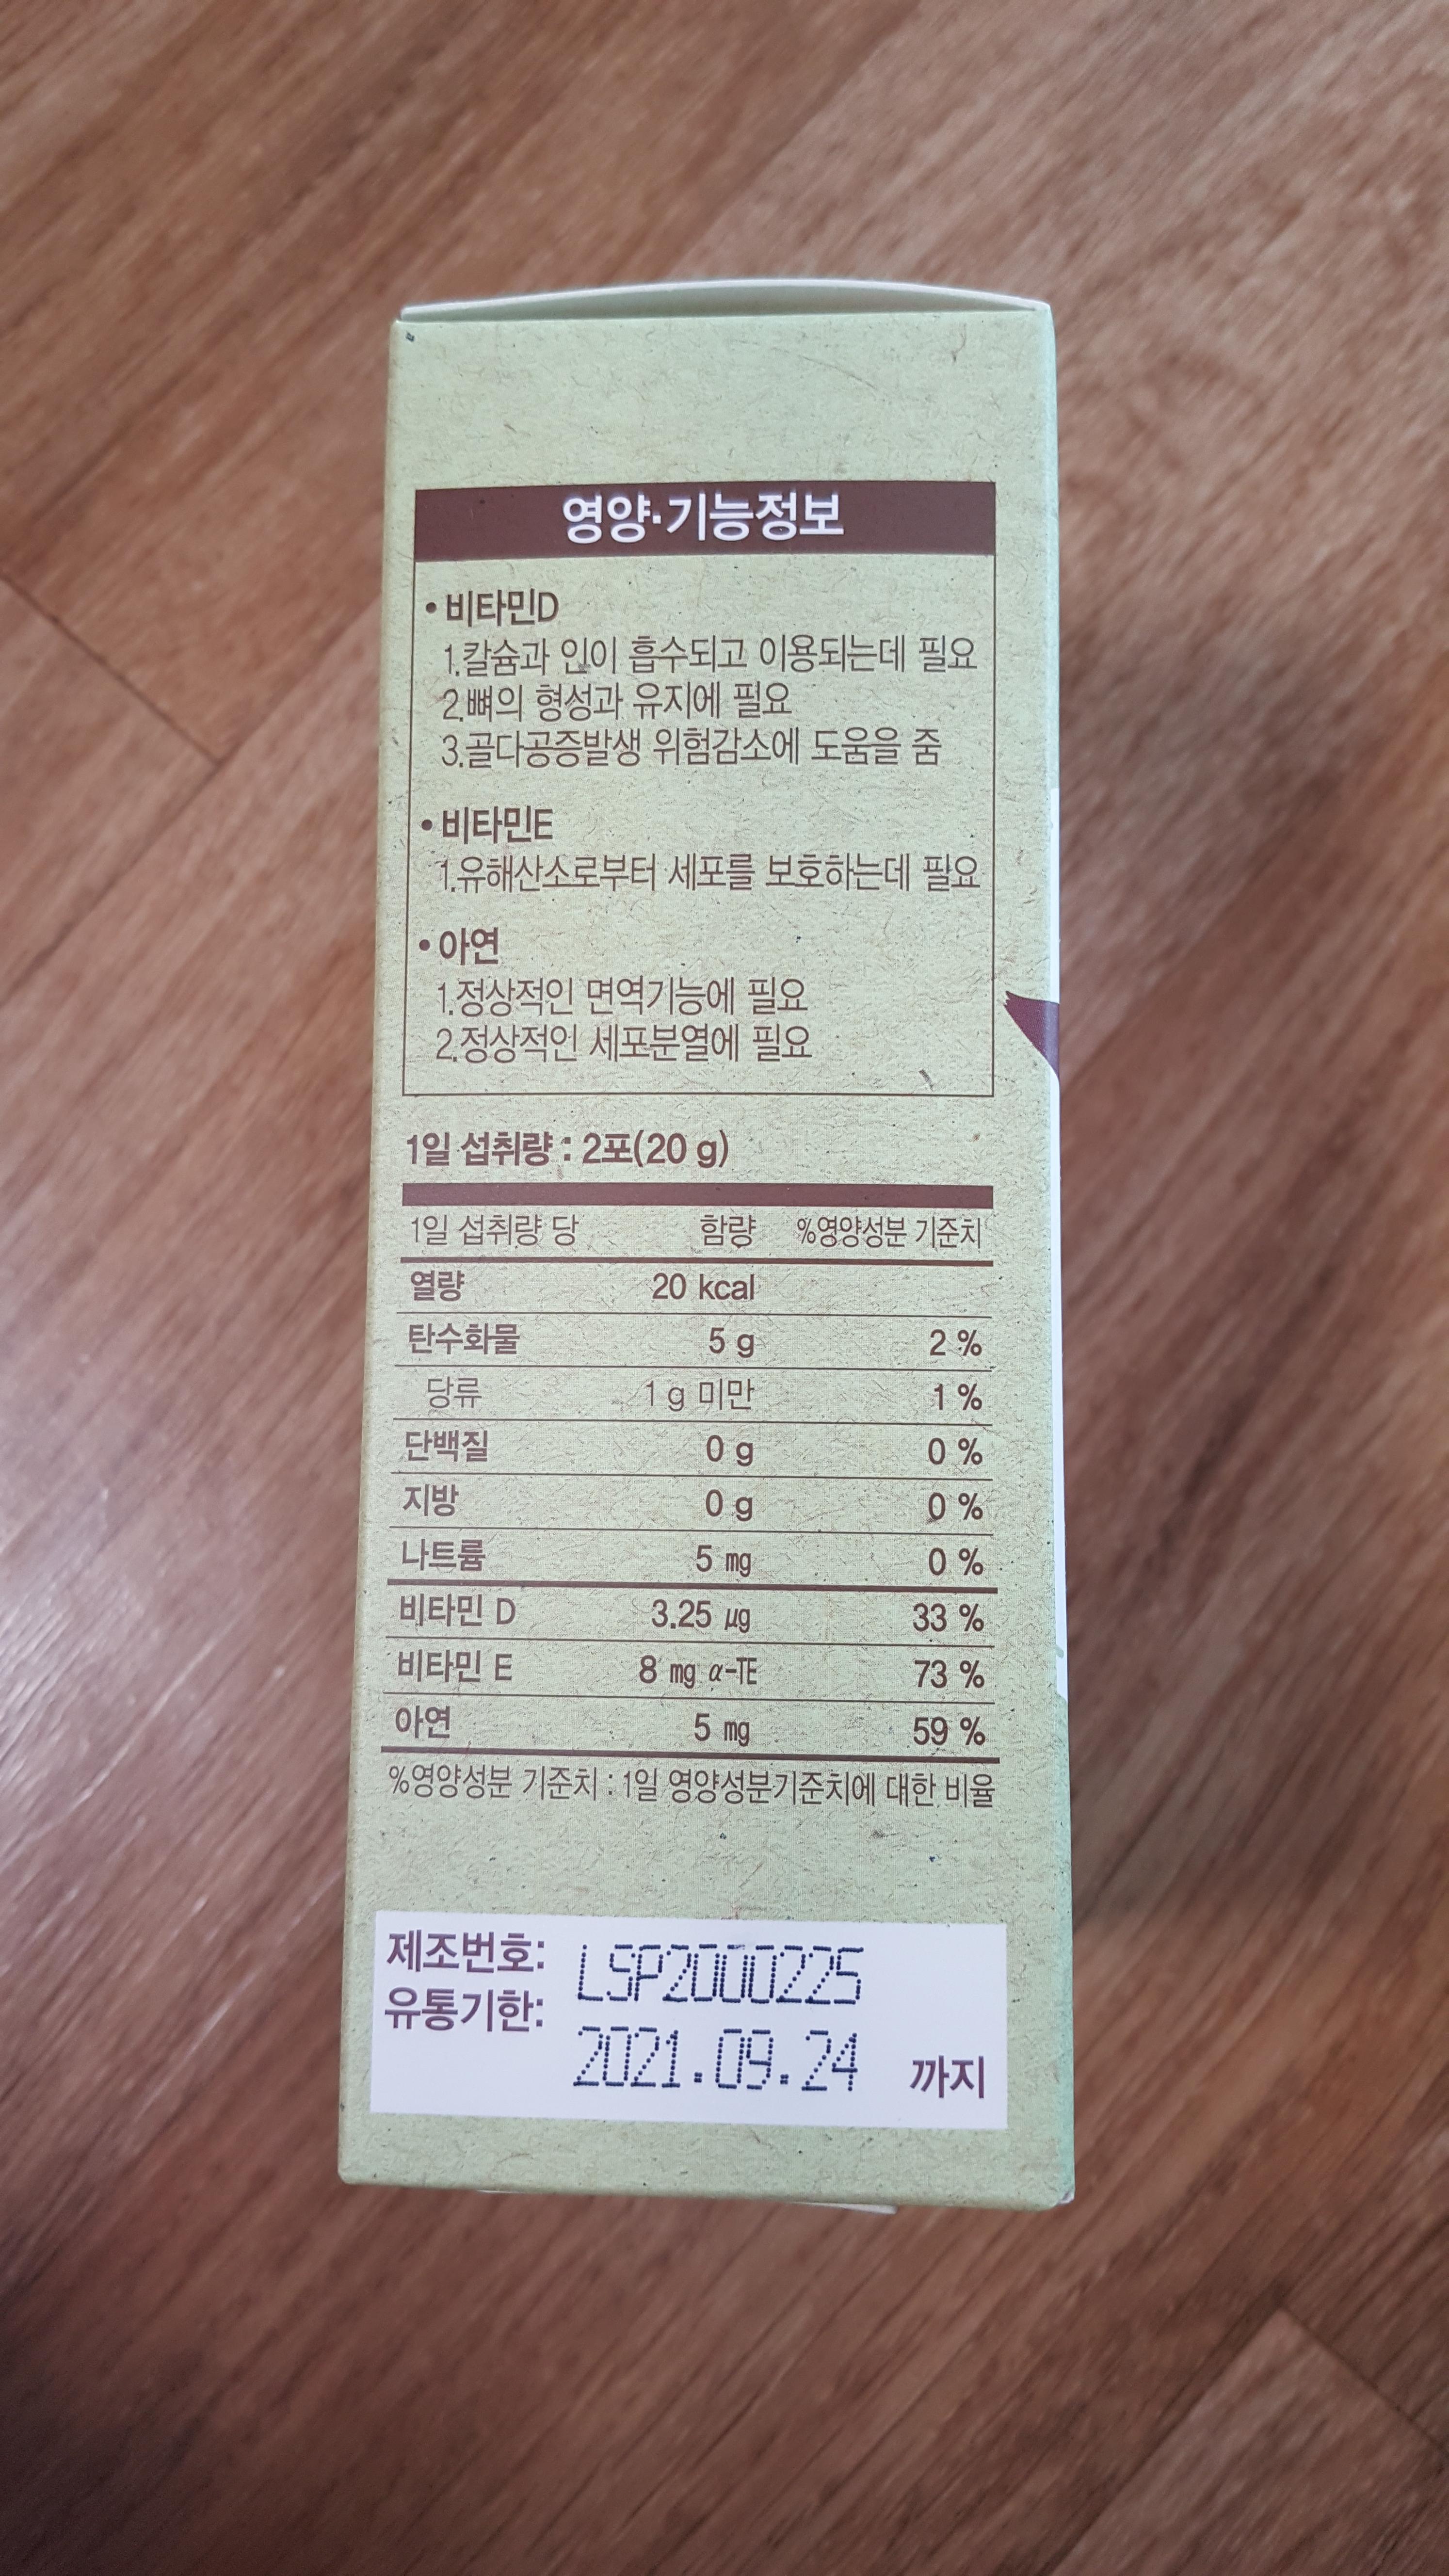 영양·기능정보
• 비타민D
1.칼슘과 인이 흡수되고 이용되는데 필요
2.뼈의 형성과 유지에 필요
3.골다공증발생 위험감소에 도움을 줌
• 비타민E
1.유해산소로부터 세포를 보호하는데 필요
• 아연
1.정상적인 면역기능에 필요
2.정상적인 세포분열에 필요
1일 섭취량 : 2포(20 g)
1일 섭취량 당 함량 %영양성분 기준치
열량 20 kcal
탄수화물 5 g 2 %
당류 1 g 미만 1 %
단백질 0 g 0 %
지방 0 g 0 %
나트륨 5 mg 0 %
비타민 D 3.25 μg 33 %
비타민 E 8 mg α-TE 73 %
아연 5 mg 59 %
%영양성분 기준치 : 1일 영양성분기준치에 대한 비율
제조번호: LSP2000225
유통기한: 2021.09.24 까지